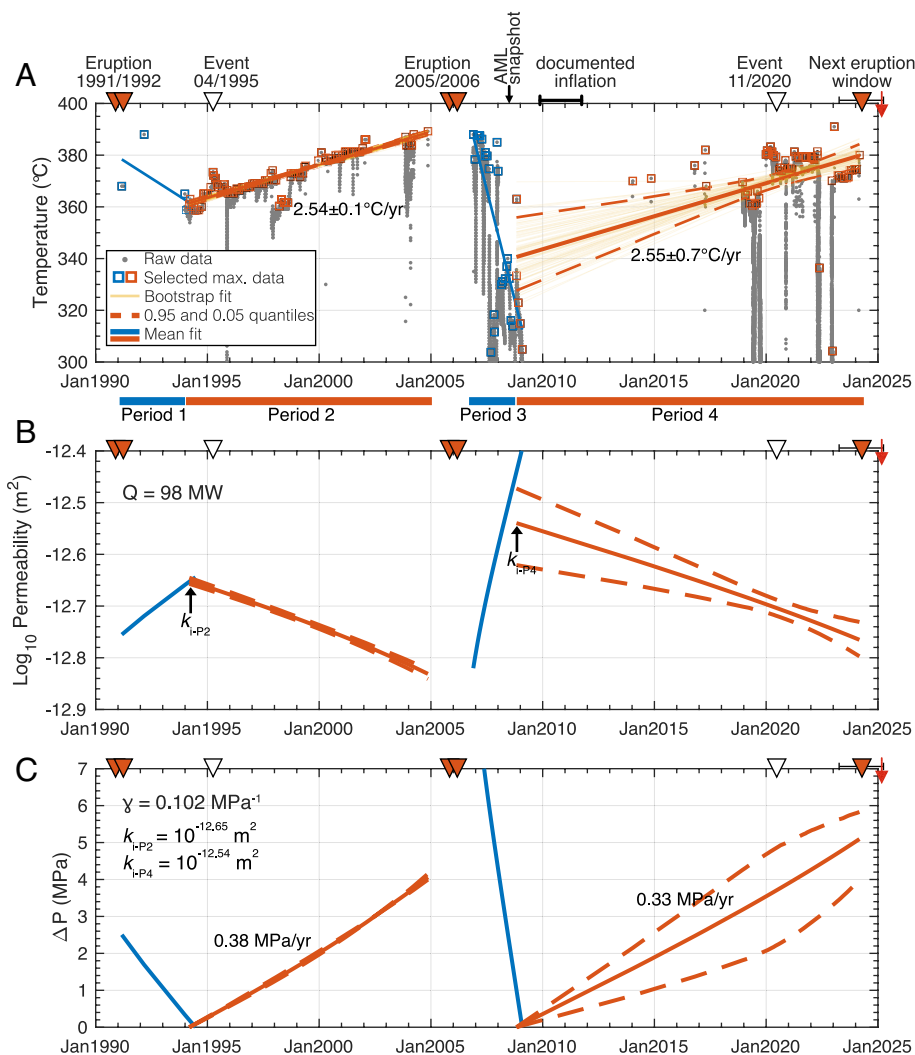 A
Eruption
1991/1992
Event
04/1995
Eruption
2005/2006
AML
snapshot
documented
inflation
Event
11/2020
Next eruption
window
Temperature (°C)
400
380
360
340
320
300
2.54±0.1°C/yr
2.55±0.7°C/yr
Raw data
Selected max. data
Bootstrap fit
0.95 and 0.05 quantiles
Mean fit
Jan1990
Jan1995
Jan2000
Jan2005
Jan2010
Jan2015
Jan2020
Jan2025
Period 1
Period 2
Period 3
Period 4
B
Log10 Permeability (m²)
-12.4
-12.5
-12.6
-12.7
-12.8
-12.9
Q = 98 MW
ki-P2
ki-P4
Jan1990
Jan1995
Jan2000
Jan2005
Jan2010
Jan2015
Jan2020
Jan2025
C
Δ P (MPa)
7
6
5
4
3
2
1
0
γ = 0.102 MPa⁻¹
ki-P2 = 10^-12.65 m²
ki-P4 = 10^-12.54 m²
0.38 MPa/yr
0.33 MPa/yr
Jan1990
Jan1995
Jan2000
Jan2005
Jan2010
Jan2015
Jan2020
Jan2025